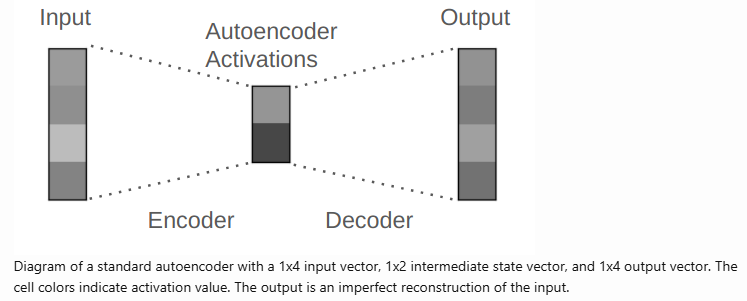 Input
Autoencoder
Activations
Output
Encoder
Decoder
Diagram of a standard autoencoder with a 1x4 input vector, 1x2 intermediate state vector, and 1x4 output vector. The
cell colors indicate activation value. The output is an imperfect reconstruction of the input.